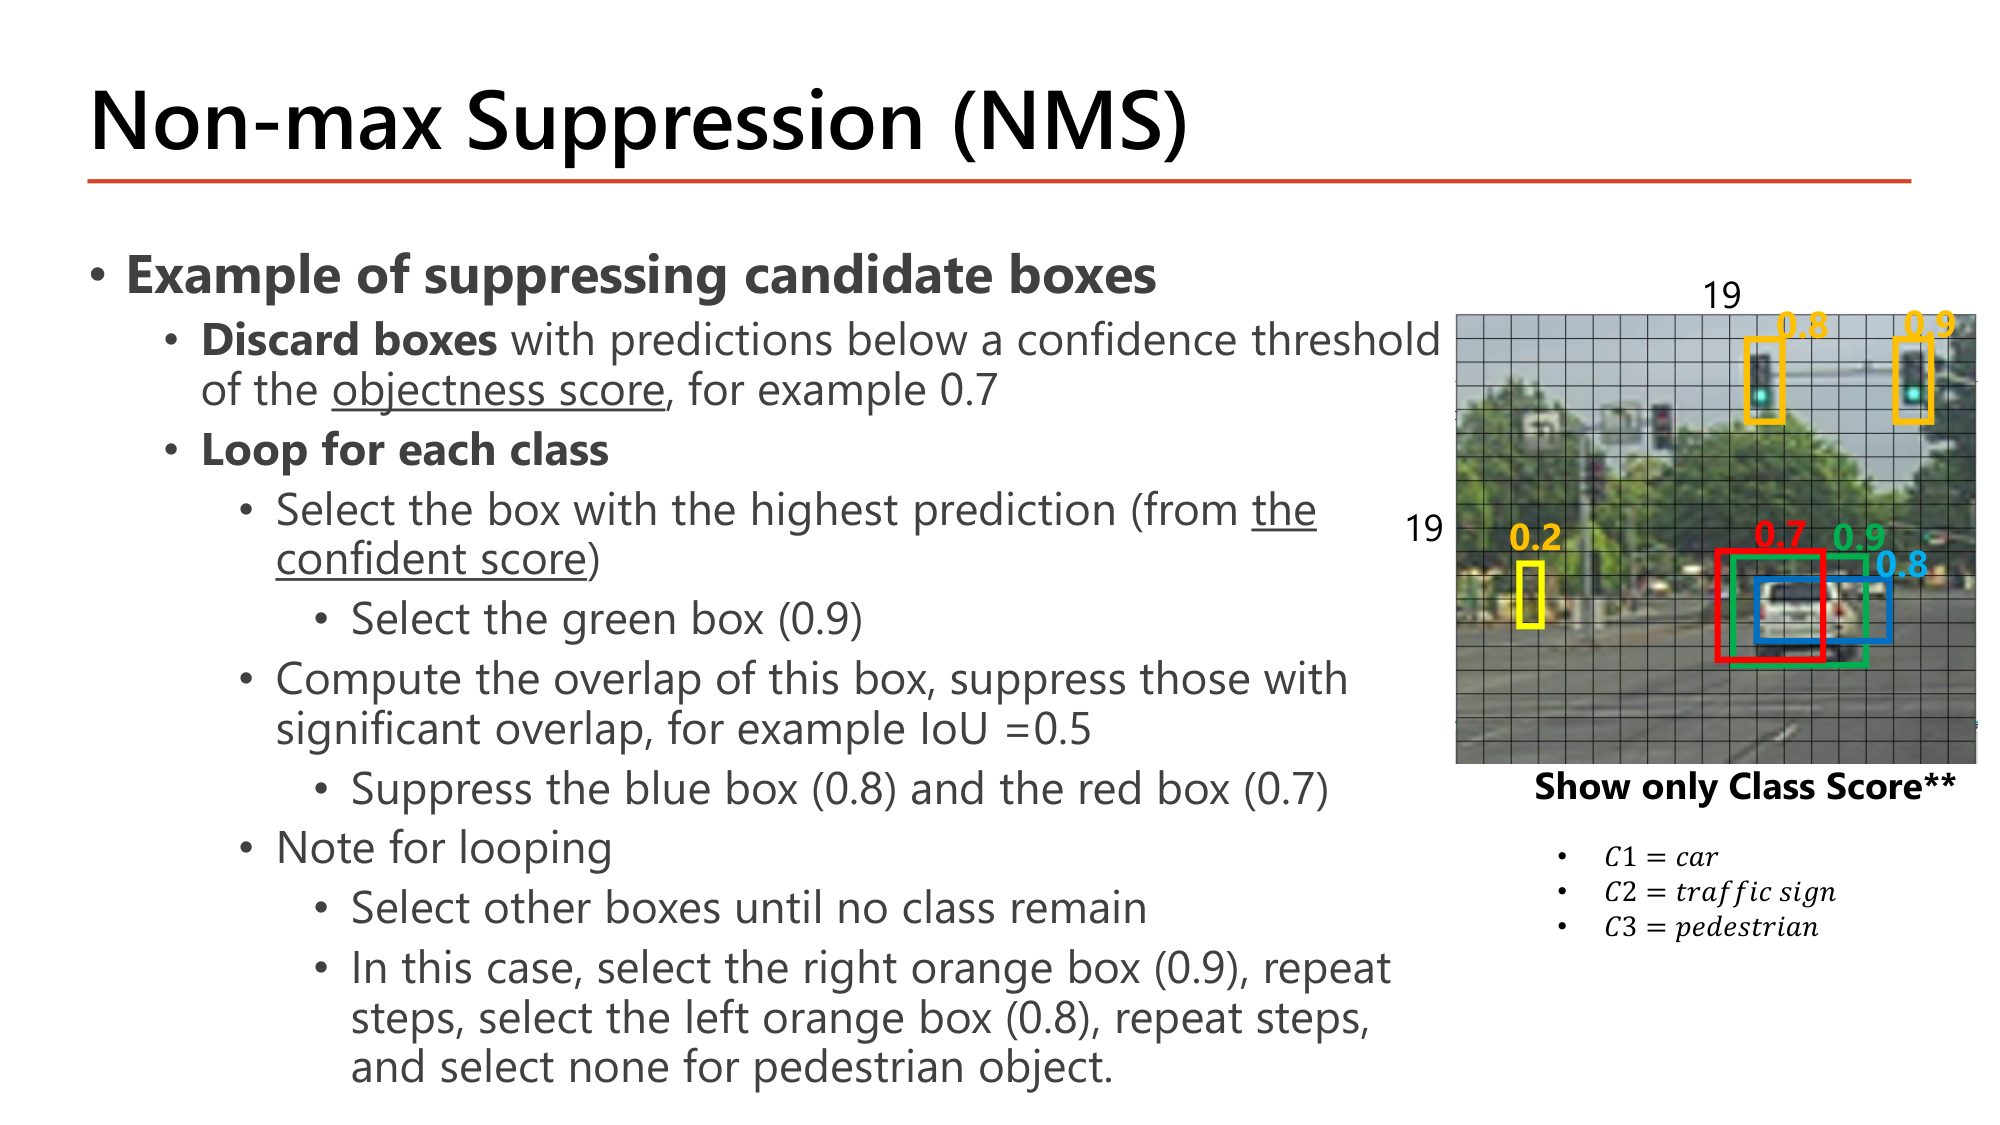 Non-max Suppression (NMS)
• Example of suppressing candidate boxes
• Discard boxes with predictions below a confidence threshold
of the objectness score, for example 0.7
• Loop for each class
• Select the box with the highest prediction (from the
confident score)
• Select the green box (0.9)
• Compute the overlap of this box, suppress those with
significant overlap, for example IoU =0.5
• Suppress the blue box (0.8) and the red box (0.7)
• Note for looping
• Select other boxes until no class remain
• In this case, select the right orange box (0.9), repeat
steps, select the left orange box (0.8), repeat steps,
and select none for pedestrian object.
19
0.8 0.9
19
0.2 0.7 0.9
0.8
Show only Class Score**
• C1 = car
• C2 = traffic sign
• C3 = pedestrian